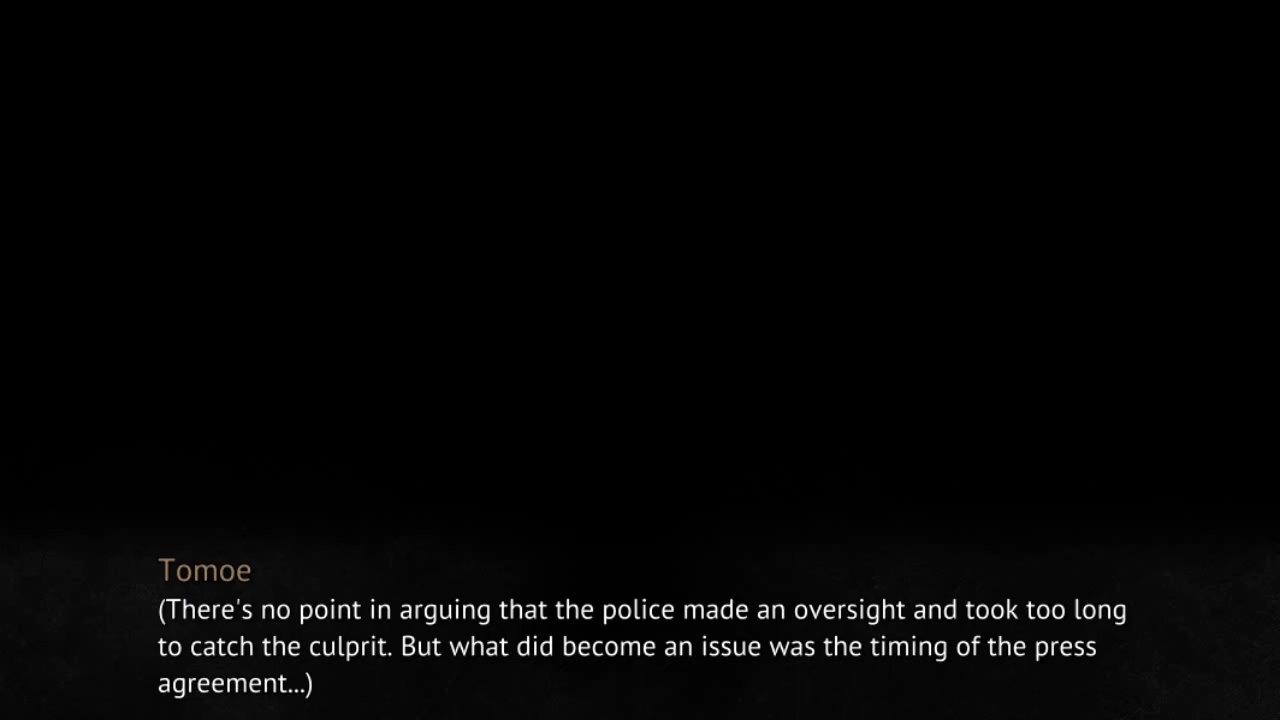 Tomoe
(There's no point in arguing that the police made an oversight and took too long
to catch the culprit. But what did become an issue was the timing of the press
agreement...)